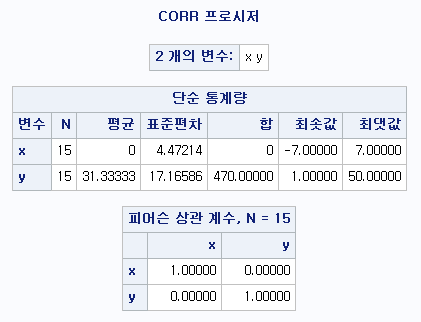 CORR 프로시저
2 개의 변수: x y
단순 통계량
변수 N 평균 표준편차 합 최솟값 최댓값
x 15 0 4.47214 0 -7.00000 7.00000
y 15 31.33333 17.16586 470.00000 1.00000 50.00000
피어슨 상관 계수, N = 15
x y
x 1.00000 0.00000
y 0.00000 1.00000